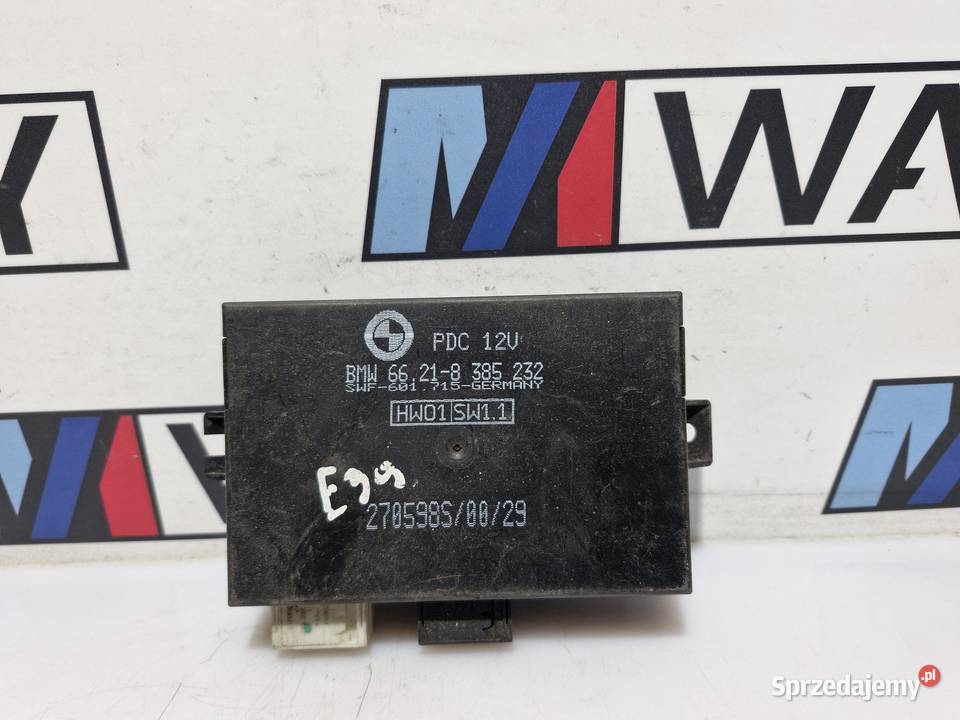 M WAY
PDC 12V
BMW 66.21-8 385 232
SWF-601.715-GERMANY
HW01 SW1.1
E39
270598S/00/29
Sprzedajemy.pl